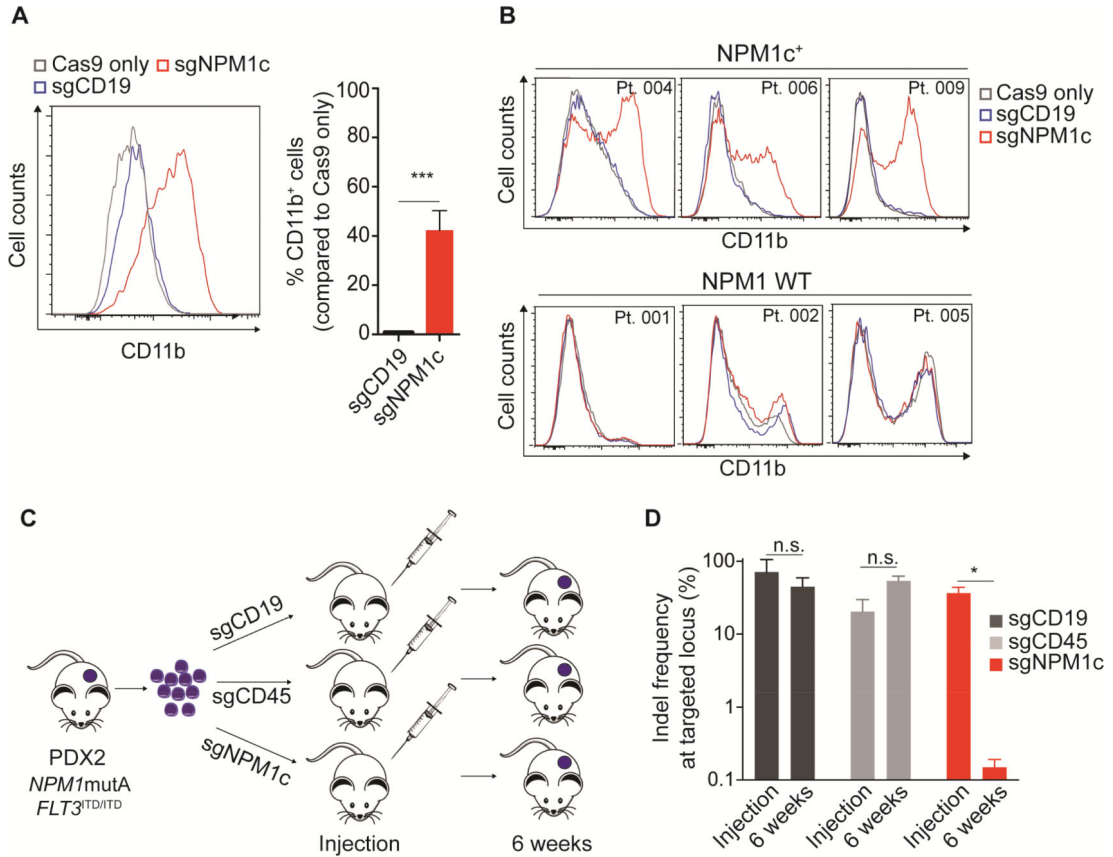 A
Cas9 only sgNPM1c
sgCD19
Cell counts
CD11b
% CD11b⁺ cells
(compared to Cas9 only)
100
80
60
40
20
0
***
sgCD19
sgNPM1c
B
NPM1c⁺
Pt. 004
Pt. 006
Pt. 009
Cell counts
CD11b
Cas9 only
sgCD19
sgNPM1c
NPM1 WT
Pt. 001
Pt. 002
Pt. 005
Cell counts
CD11b
C
PDX2
NPM1mutA
FLT3ITD/ITD
sgCD19
sgCD45
sgNPM1c
Injection
6 weeks
D
Indel frequency
at targeted locus (%)
100
10
1
0.1
n.s.
n.s.
*
Injection
6 weeks
Injection
6 weeks
Injection
6 weeks
sgCD19
sgCD45
sgNPM1c